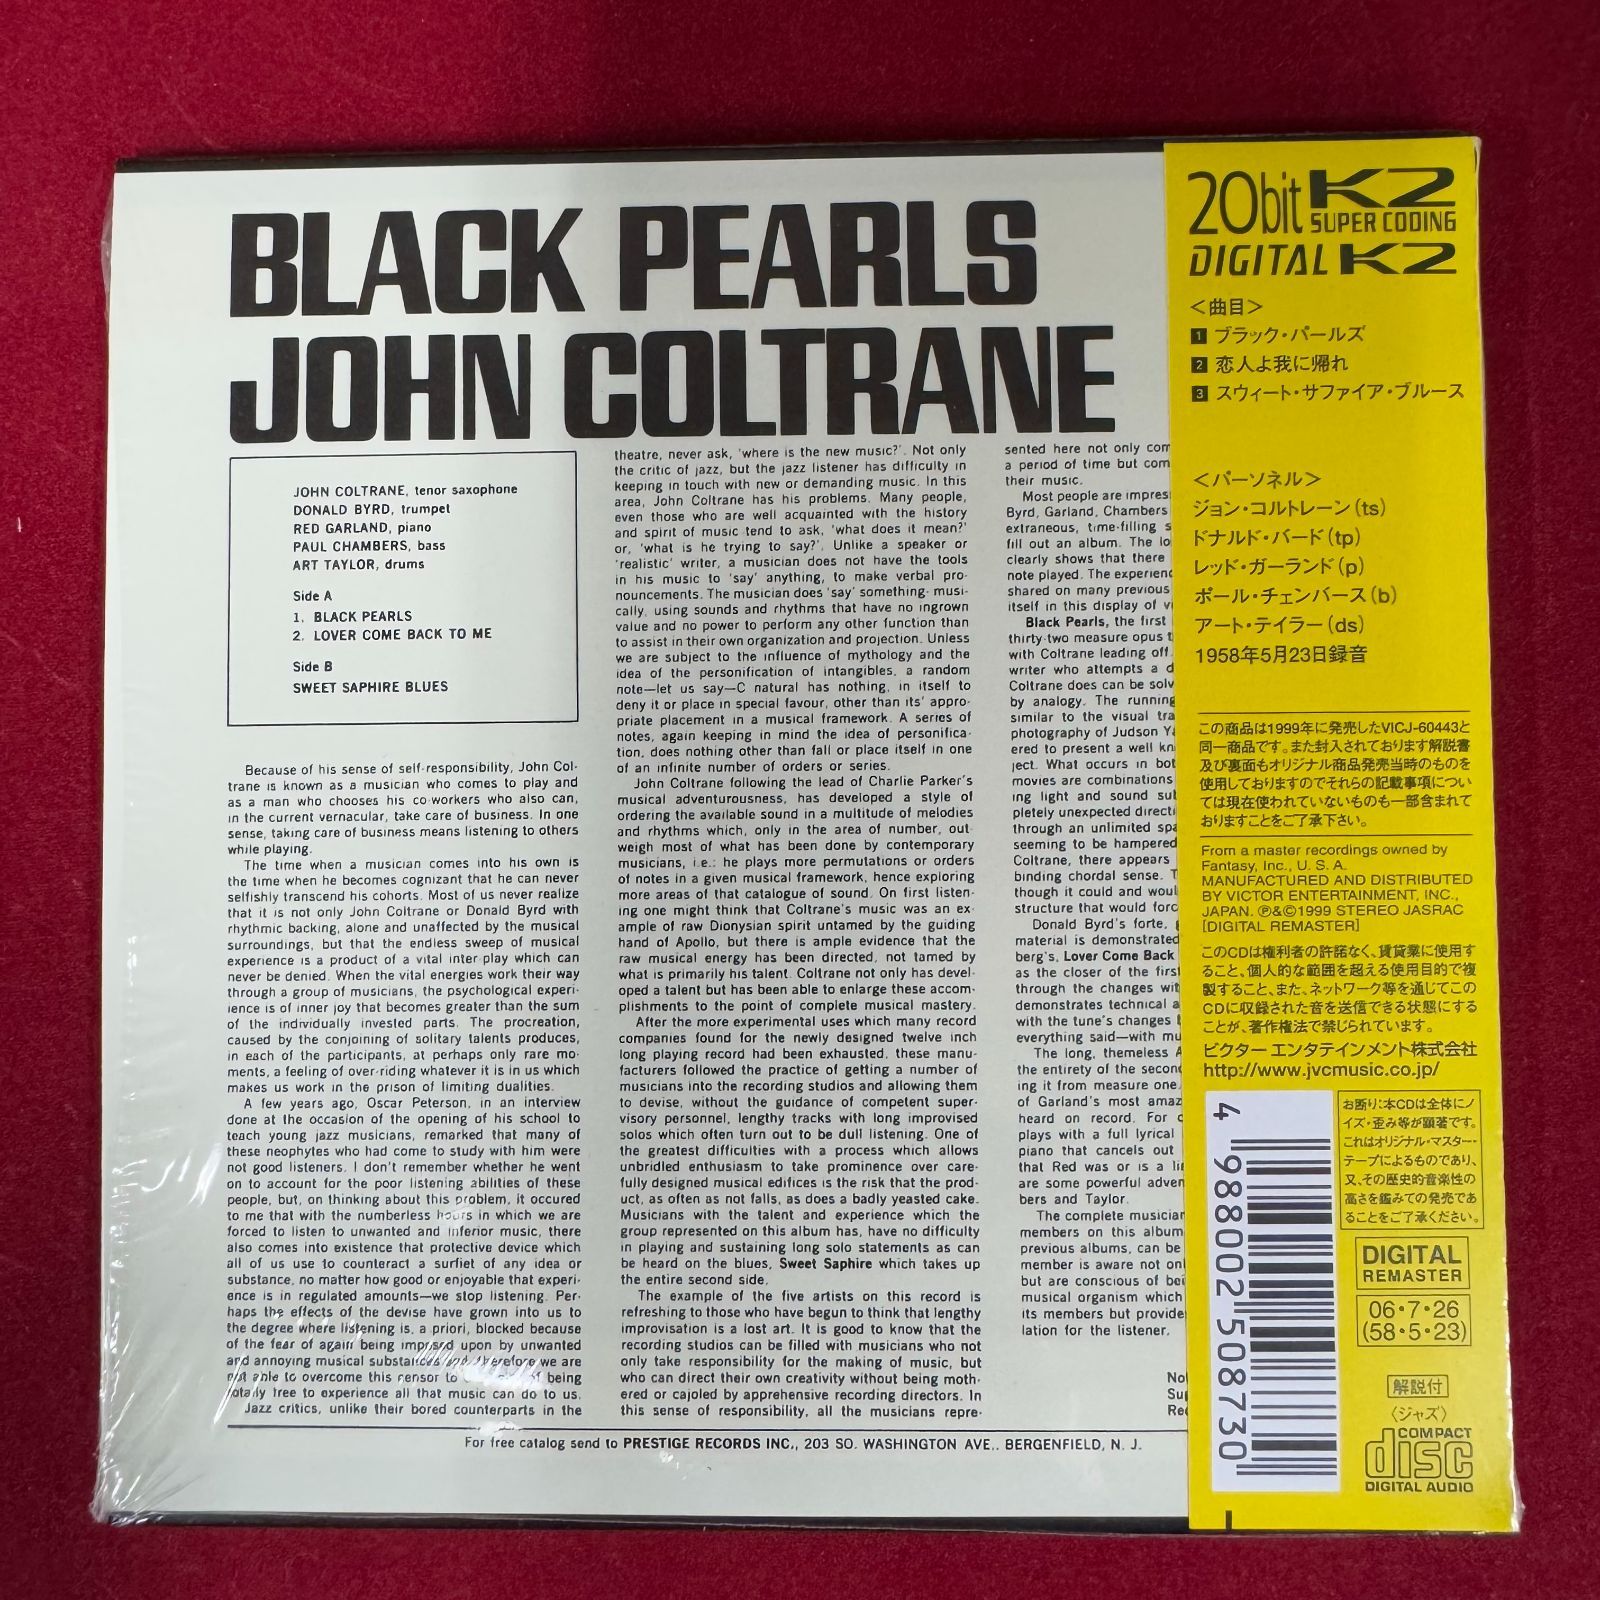 BLACK PEARLS
JOHN COLTRANE
JOHN COLTRANE, tenor saxophone
DONALD BYRD, trumpet
RED GARLAND, piano
PAUL CHAMBERS, bass
ART TAYLOR, drums
Side A
1. BLACK PEARLS
2. LOVER COME BACK TO ME
Side B
SWEET SAPHIRE BLUES
Because of his sense of self-responsibility, John Col-
trane is known as a musician who comes to play and
as a man who chooses his co-workers who also can,
in the current vernacular, take care of business. In one
sense, taking care of business means listening to others
while playing.
The time when a musician comes into his own is
the time when he becomes cognizant that he can never
selfishly transcend his cohorts. Most of us never realize
that it is not only John Coltrane or Donald Byrd with
rhythmic backing, alone and unaffected by the musical
surroundings, but that the endless sweep of musical
experience is a product of a vital inter-play which can
never be denied. When the vital energies work their way
through a group of musicians, the psychological experi-
ience is of inner joy that becomes greater than the sum
of the individually invested parts. The procreation,
caused by the conjoining of solitary talents produces,
in each of the participants, at perhaps only rare mo-
ments, a feeling of over-riding whatever it is in us which
makes us work in the prison of limiting dualities.
A few years ago, Oscar Peterson, in an interview
done at the occasion of the opening of his school to
teach young jazz musicians, remarked that many of
these neophytes who had come to study with him were
not good listeners. I don't remember whether he went
on to account for the poor listening abilities of these
people, but, on thinking about this problem, it occured
to me that with the numberless hours in which we are
forced to listen to unwanted and inferior music, there
also comes into existence that protective device which
all of us use to counteract a surfiet of any idea or
substance, no matter how good or enjoyable that experi-
ence is in regulated amounts—we stop listening. Per-
haps the effects of the devise have grown into us to
the degree where listening is, a priori, blocked because
of the fear of again being imposed upon by unwanted
and annoying musical substances and therefore we are
not able to overcome this censor to being
totally free to experience all that music can do to us.
Jazz critics, unlike their bored counterparts in the
theatre, never ask, 'where is the new music?'. Not only
the critic of jazz, but the jazz listener has difficulty in
keeping in touch with new or demanding music. In this
area, John Coltrane has his problems. Many people,
even those who are well acquainted with the history
and spirit of music tend to ask, 'what does it mean?'
or, 'what is he trying to say?'. Unlike a speaker or
'realistic' writer, a musician does not have the tools
in his music to 'say' anything, to make verbal pro-
nouncements. The musician does 'say' something- musi-
cally, using sounds and rhythms that have no ingrown
value and no power to perform any other function than
to assist in their own organization and projection. Unless
we are subject to the influence of mythology and the
idea of the personification of intangibles, a random
note—let us say—C natural has nothing, in itself to
deny it or place in special favour, other than its' appro-
priate placement in a musical framework. A series of
notes, again keeping in mind the idea of personifica-
tion, does nothing other than fall or place itself in one
of an infinite number of orders or series.
John Coltrane following the lead of Charlie Parker's
musical adventurousness, has developed a style of
ordering the available sound in a multitude of melodies
and rhythms which, only in the area of number, out-
weigh most of what has been done by contemporary
musicians, i.e.: he plays more permutations or orders
of notes in a given musical framework, hence exploring
more areas of that catalogue of sound. On first listen-
ing one might think that Coltrane's music was an ex-
ample of raw Dionysian spirit untamed by the guiding
hand of Apollo, but there is ample evidence that the
raw musical energy has been directed, not tamed by
what is primarily his talent. Coltrane not only has devel-
oped a talent but has been able to enlarge these accom-
plishments to the point of complete musical mastery.
After the more experimental uses which many record
companies found for the newly designed twelve inch
long playing record had been exhausted, these manu-
facturers followed the practice of getting a number of
musicians into the recording studios and allowing them
to devise, without the guidance of competent super-
visory personnel, lengthy tracks with long improvised
solos which often turn out to be dull listening. One of
the greatest difficulties with a process which allows
unbridled enthusiasm to take prominence over care-
fully designed musical edifices is the risk that the prod-
uct, as often as not falls, as does a badly yeasted cake.
Musicians with the talent and experience which the
group represented on this album has, have no difficulty
in playing and sustaining long solo statements as can
be heard on the blues, Sweet Saphire which takes up
the entire second side.
The example of the five artists on this record is
refreshing to those who have begun to think that lengthy
improvisation is a lost art. It is good to know that the
recording studios can be filled with musicians who not
only take responsibility for the making of music, but
who can direct their own creativity without being moth-
ered or cajoled by apprehensive recording directors. In
this sense of responsibility, all the musicians repre-
sented here not only com
a period of time but com
their music.
Most people are impres
Byrd, Garland, Chambers
extraneous, time-filling s
fill out an album. The lo
clearly shows that there
note played. The experienc
shared on many previous
itself in this display of vi
Black Pearls, the first
thirty-two measure opus t
with Coltrane leading off.
writer who attempts a d
Coltrane does can be solv
by analogy. The running
similar to the visual tra
photography of Judson Ya
ered to present a well kn
ject. What occurs in bot
movies are combinations
ing light and sound sub
pletely unexpected directi
through an unlimited spa
seeming to be hampered
Coltrane, there appears
binding chordal sense. T
though it could and woul
structure that would forc
Donald Byrd's forte,
material is demonstrated
berg's, Lover Come Back
as the closer of the first
through the changes wit
demonstrates technical a
with the tune's changes
everything said—with mu
The long, themeless A
the entirety of the second
ing it from measure one.
of Garland's most amaz
heard on record. For c
plays with a full lyrical
piano that cancels out
that Red was or is a lir
are some powerful adven
bers and Taylor.
The complete musician
members on this album
previous albums, can be
member is aware not on
but are conscious of bei
musical organism which
its members but provide
lation for the listener.
Not
Sup
Rec
For free catalog send to PRESTIGE RECORDS INC., 203 SO. WASHINGTON AVE., BERGENFIELD, N. J.
20bit K2
SUPER CODING
DIGITAL K2
＜曲目＞
1 ブラック・パールズ
2 恋人よ我に帰れ
3 スウィート・サファイア・ブルース
＜パーソネル＞
ジョン・コルトレーン(ts)
ドナルド・バード(tp)
レッド・ガーランド(p)
ポール・チェンバース(b)
アート・テイラー(ds)
1958年5月23日録音
この商品は1999年に発売したVICJ-60443と
同一商品です。また封入されております解説書
及び裏面もオリジナル商品発売当時のものを
使用しておりますのでそれらの記載事項につい
ては現在使われていないものも一部含まれて
おりますことをご了承下さい。
From a master recordings owned by
Fantasy, Inc., U. S. A.
MANUFACTURED AND DISTRIBUTED
BY VICTOR ENTERTAINMENT, INC.,
JAPAN. ℗&©1999 STEREO JASRAC
[DIGITAL REMASTER]
このCDは権利者の許諾なく、賃貸業に使用す
ること、個人的な範囲を超える使用目的で複
製すること、また、ネットワーク等を通じてこの
CDに収録された音を送信できる状態にする
ことが、著作権法で禁じられています。
ビクターエンタテインメント株式会社
http://www.jvcmusic.co.jp/
お断り:本CDは全体にノ
イズ・歪み等が顕著です。
これはオリジナル・マスター・
テープによるものであり、
又、その歴史的音楽性の
高さを鑑みての発売であ
ることをご了承ください。
4 988002 508730
DIGITAL
REMASTER
06・7・26
(58・5・23)
解説付
〈ジャズ〉
COMPACT
disc
DIGITAL AUDIO